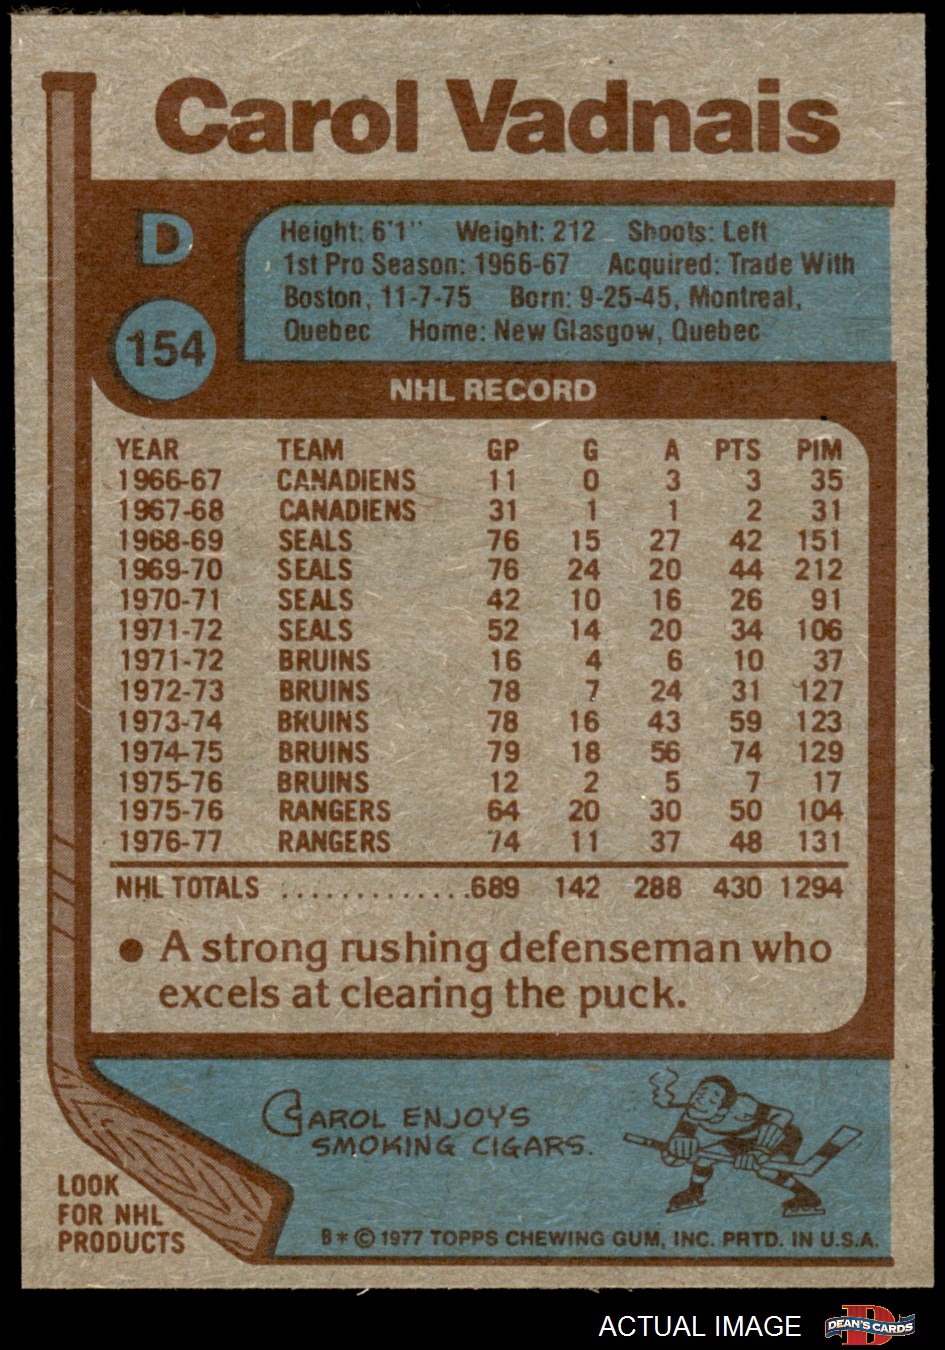 Carol Vadnais
D
154
Height: 6'1" Weight: 212 Shoots: Left
1st Pro Season: 1966-67 Acquired: Trade With
Boston, 11-7-75 Born: 9-25-45, Montreal,
Quebec Home: New Glasgow, Quebec
NHL RECORD
YEAR TEAM GP G A PTS PIM
1966-67 CANADIENS 11 0 3 3 35
1967-68 CANADIENS 31 1 1 2 31
1968-69 SEALS 76 15 27 42 151
1969-70 SEALS 76 24 20 44 212
1970-71 SEALS 42 10 16 26 91
1971-72 SEALS 52 14 20 34 106
1971-72 BRUINS 16 4 6 10 37
1972-73 BRUINS 78 7 24 31 127
1973-74 BRUINS 78 16 43 59 123
1974-75 BRUINS 79 18 56 74 129
1975-76 BRUINS 12 2 5 7 17
1975-76 RANGERS 64 20 30 50 104
1976-77 RANGERS 74 11 37 48 131
NHL TOTALS .............689 142 288 430 1294
● A strong rushing defenseman who
excels at clearing the puck.
CAROL ENJOYS
SMOKING CIGARS.
LOOK
FOR NHL
PRODUCTS
B* © 1977 TOPPS CHEWING GUM, INC. PRTD. IN U.S.A.
ACTUAL IMAGE
D
DEAN'S CARDS